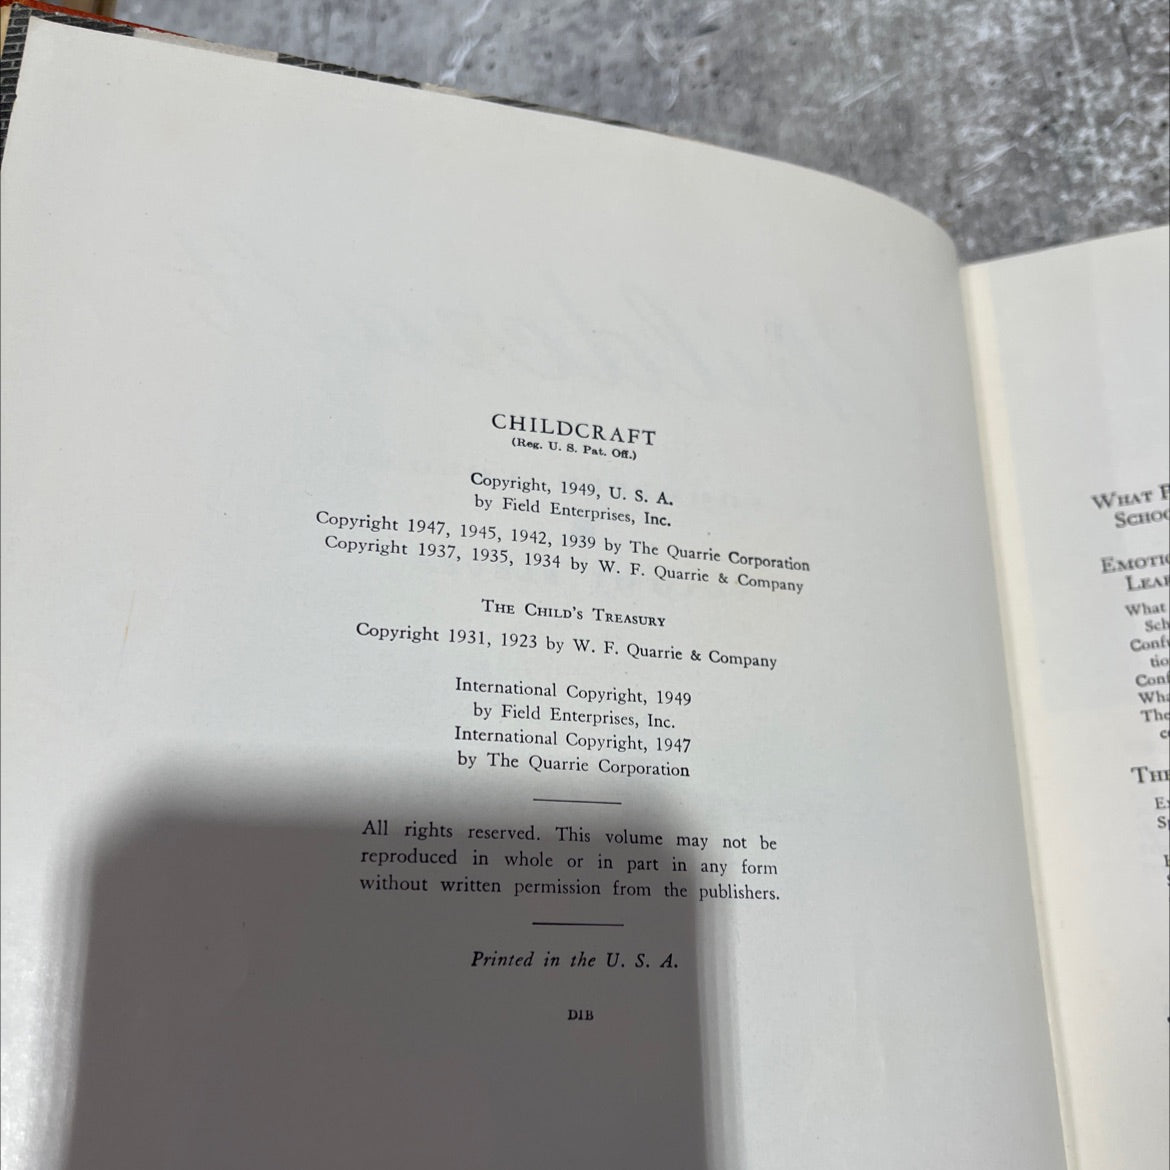 CHILDCRAFT
(Reg. U. S. Pat. Off.)
Copyright, 1949, U. S. A.
by Field Enterprises, Inc.
Copyright 1947, 1945, 1942, 1939 by The Quarrie Corporation
Copyright 1937, 1935, 1934 by W. F. Quarrie & Company
The Child's Treasury
Copyright 1931, 1923 by W. F. Quarrie & Company
International Copyright, 1949
by Field Enterprises, Inc.
International Copyright, 1947
by The Quarrie Corporation
All rights reserved. This volume may not be
reproduced in whole or in part in any form
without written permission from the publishers.
Printed in the U. S. A.
DIB
What
What